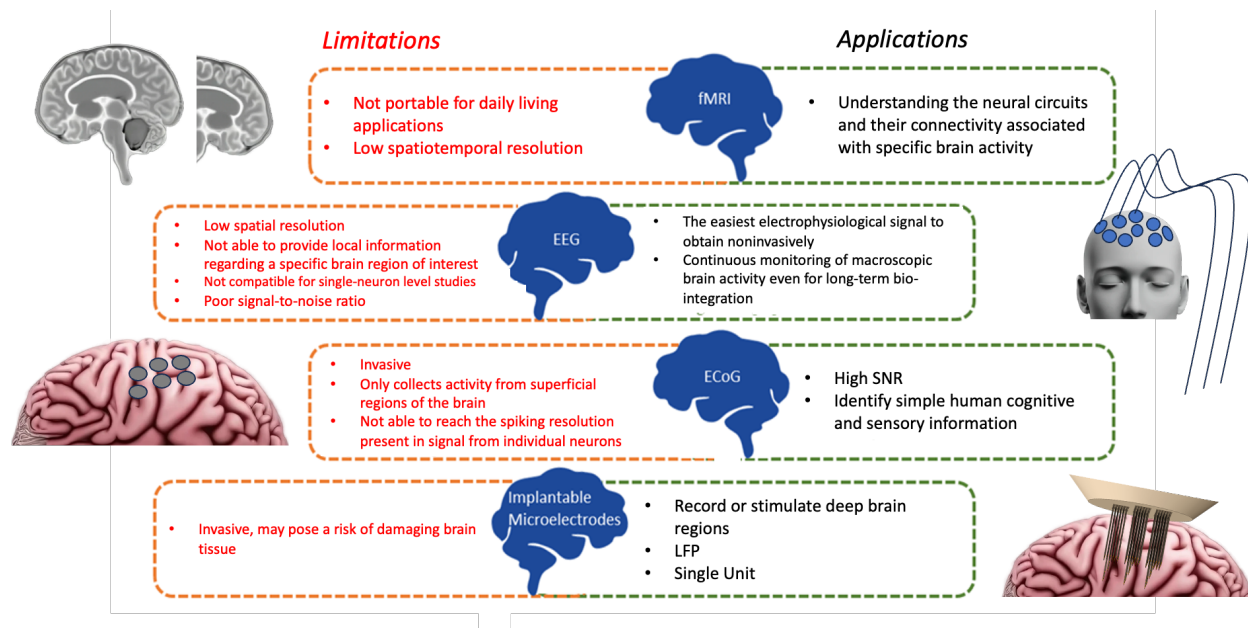 Limitations
Applications
Not portable for daily living
applications
Low spatiotemporal resolution
fMRI
Understanding the neural circuits
and their connectivity associated
with specific brain activity
Low spatial resolution
Not able to provide local information
regarding a specific brain region of interest
Not compatible for single-neuron level studies
Poor signal-to-noise ratio
EEG
The easiest electrophysiological signal to
obtain noninvasively
Continuous monitoring of macroscopic
brain activity even for long-term bio-
integration
Invasive
Only collects activity from superficial
regions of the brain
Not able to reach the spiking resolution
present in signal from individual neurons
ECoG
High SNR
Identify simple human cognitive
and sensory information
Invasive, may pose a risk of damaging brain
tissue
Implantable
Microelectrodes
Record or stimulate deep brain
regions
LFP
Single Unit